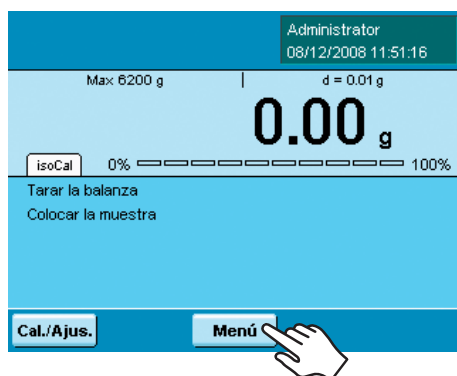 Administrator
08/12/2008 11:51:16
Max 6200 g | d = 0.01 g
0.00 g
isoCal 0% 100%
Tarar la balanza
Colocar la muestra
Cal./Ajus. Menú